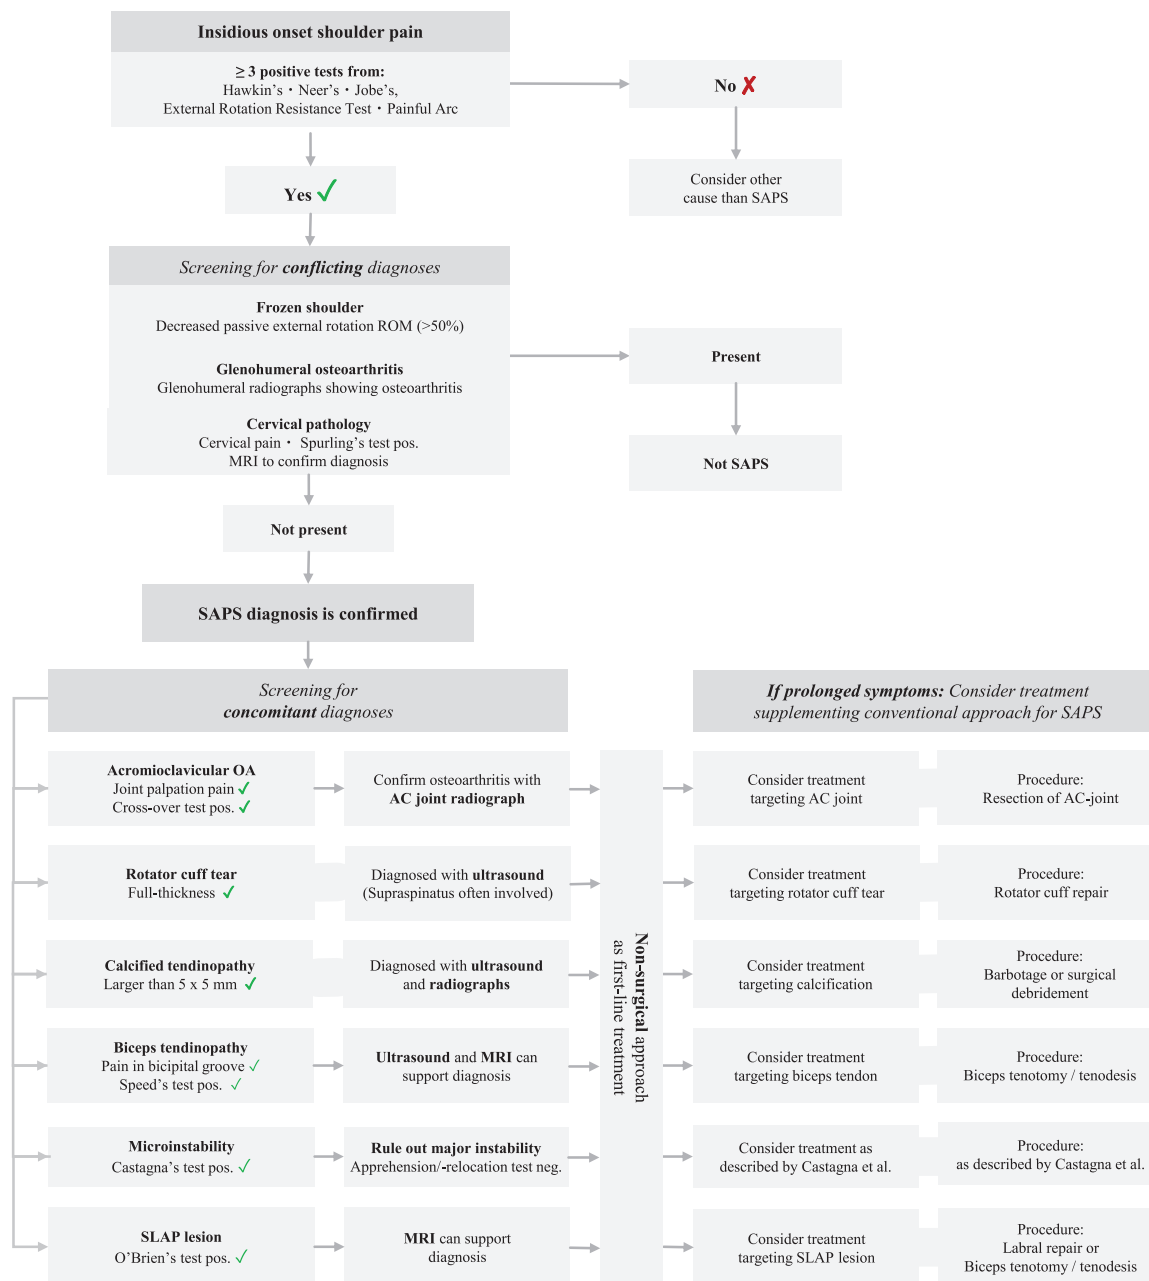 Insidious onset shoulder pain
≥ 3 positive tests from:
Hawkin's · Neer's · Jobe's,
External Rotation Resistance Test · Painful Arc
No ✗
Consider other
cause than SAPS
Yes ✓
Screening for conflicting diagnoses
Frozen shoulder
Decreased passive external rotation ROM (>50%)
Glenohumeral osteoarthritis
Glenohumeral radiographs showing osteoarthritis
Cervical pathology
Cervical pain · Spurling's test pos.
MRI to confirm diagnosis
Present
Not SAPS
Not present
SAPS diagnosis is confirmed
Screening for
concomitant diagnoses
If prolonged symptoms: Consider treatment
supplementing conventional approach for SAPS
Acromioclavicular OA
Joint palpation pain ✓
Cross-over test pos. ✓
Confirm osteoarthritis with
AC joint radiograph
Consider treatment
targeting AC joint
Procedure:
Resection of AC-joint
Rotator cuff tear
Full-thickness ✓
Diagnosed with ultrasound
(Supraspinatus often involved)
Consider treatment
targeting rotator cuff tear
Procedure:
Rotator cuff repair
Calcified tendinopathy
Larger than 5 x 5 mm ✓
Diagnosed with ultrasound
and radiographs
Non-surgical approach
as first-line treatment
Consider treatment
targeting calcification
Procedure:
Barbotage or surgical
debridement
Biceps tendinopathy
Pain in bicipital groove ✓
Speed's test pos. ✓
Ultrasound and MRI can
support diagnosis
Consider treatment
targeting biceps tendon
Procedure:
Biceps tenotomy / tenodesis
Microinstability
Castagna's test pos. ✓
Rule out major instability
Apprehension/-relocation test neg.
Consider treatment as
described by Castagna et al.
Procedure:
as described by Castagna et al.
SLAP lesion
O'Brien's test pos. ✓
MRI can support
diagnosis
Consider treatment
targeting SLAP lesion
Procedure:
Labral repair or
Biceps tenotomy / tenodesis